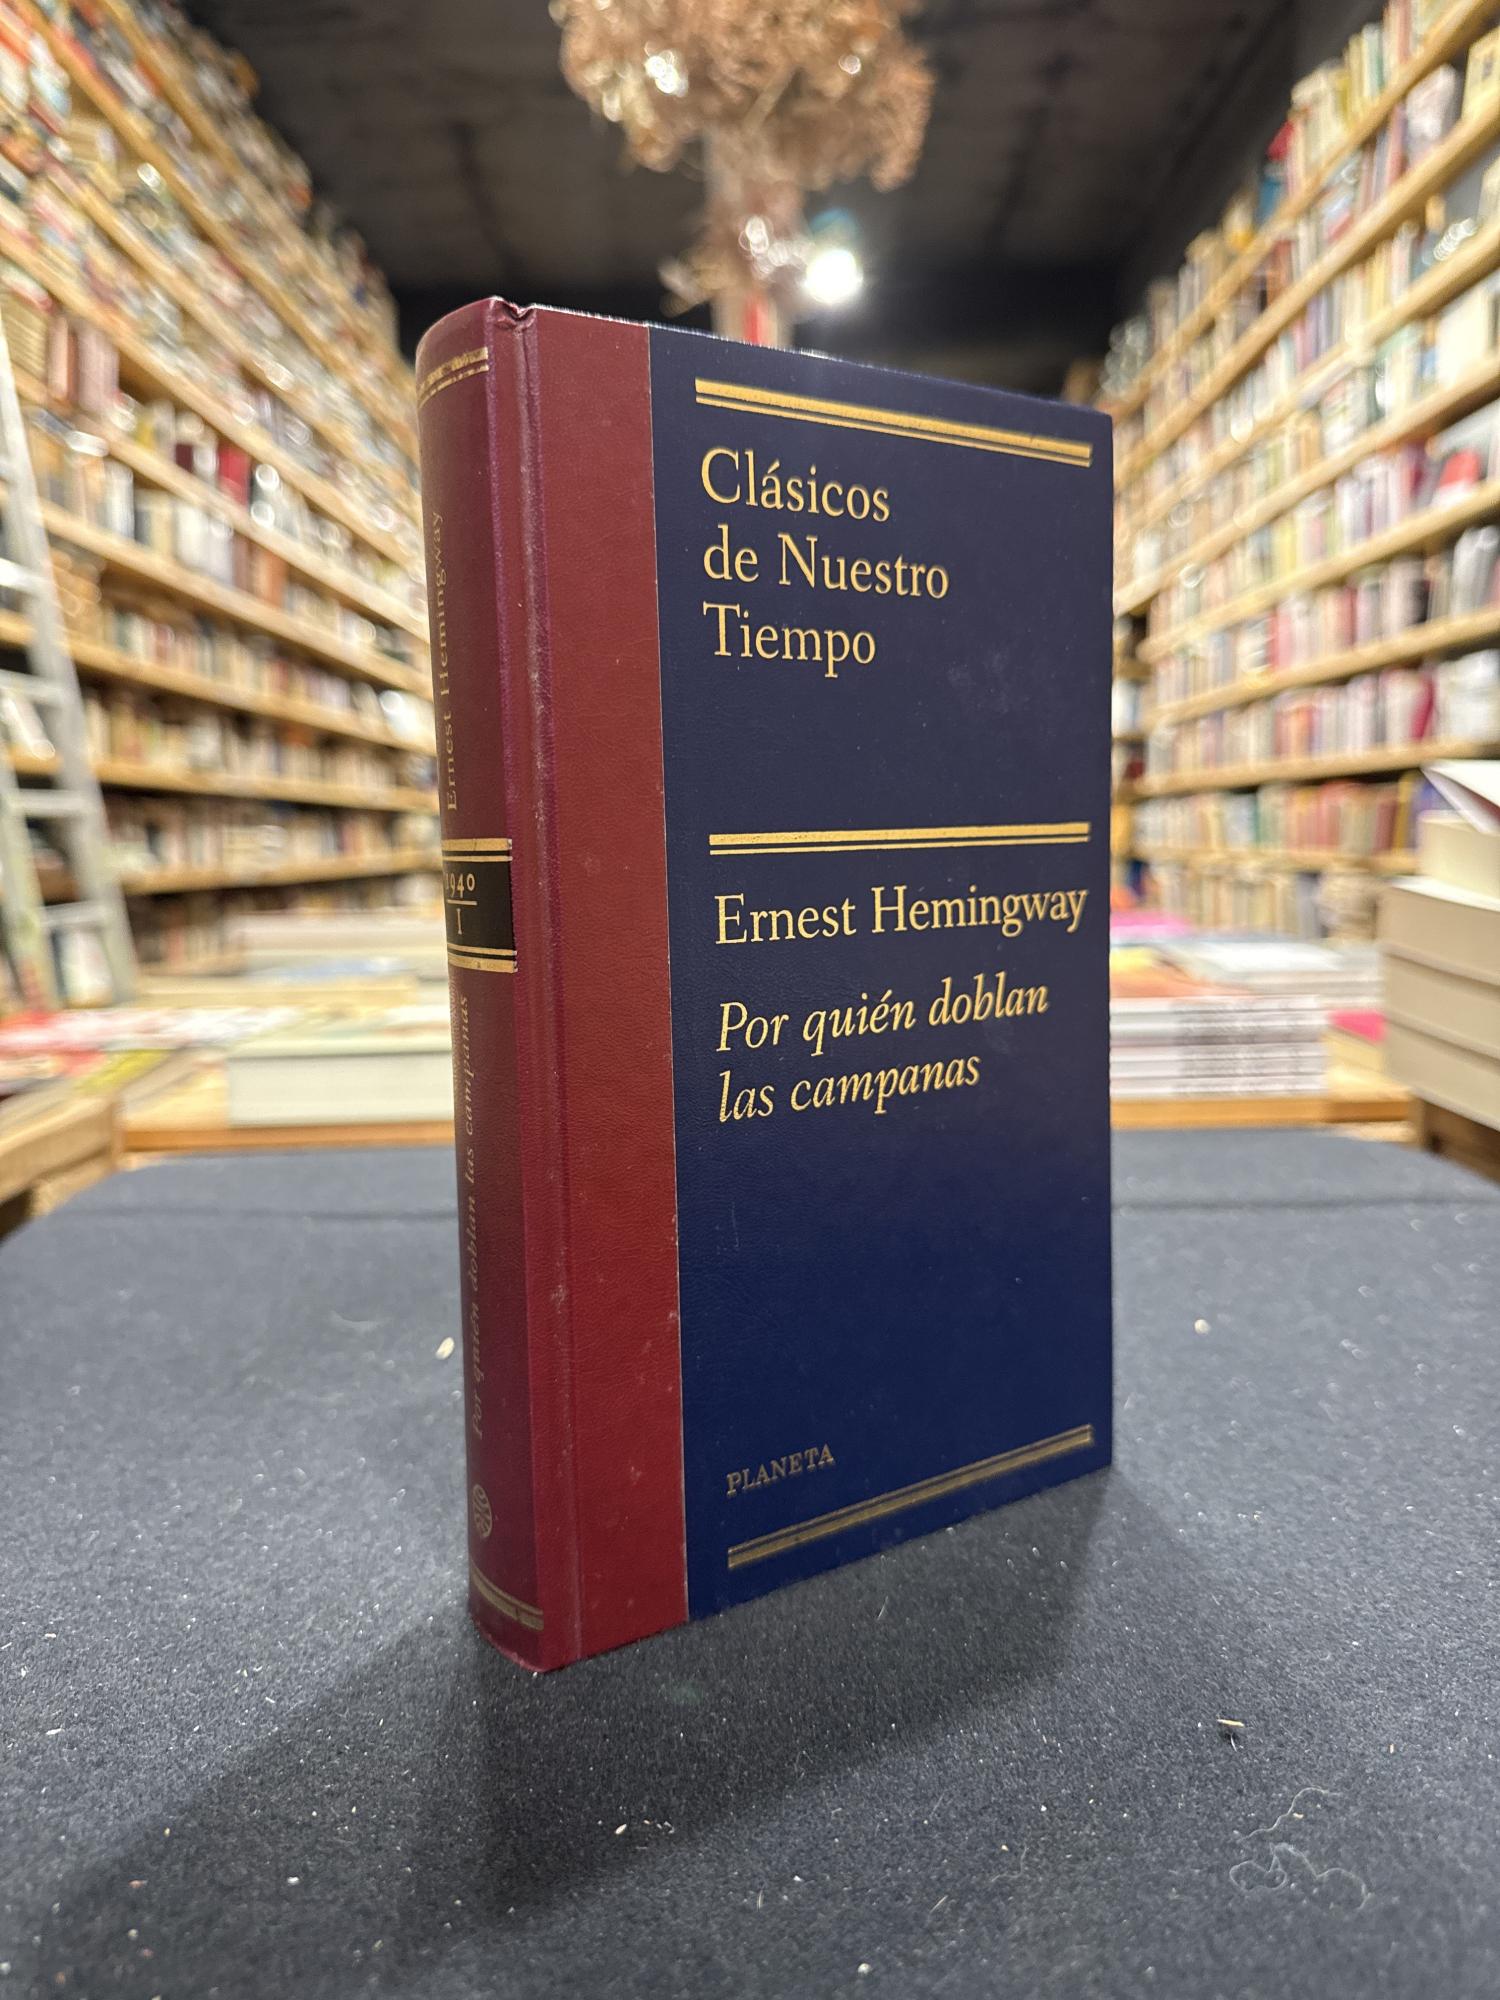 Ernest Hemingway
1940
I
Por quién doblan las campanas
Clásicos
de Nuestro
Tiempo
Ernest Hemingway
Por quién doblan
las campanas
PLANETA